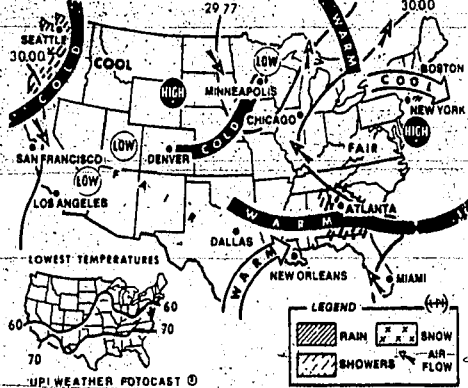 29.77
30.00
SEATTLE
30.00
COLD
COOL
LOW
WARM
BOSTON
COOL
MINNEAPOLIS
HIGH
NEW YORK
CHICAGO
COLD
HIGH
LOW
FAIR
SAN FRANCISCO
DENVER
LOW
FAIR
LOS ANGELES
ATLANTA
WARM
DALLAS
LOWEST TEMPERATURES
WARM
NEW ORLEANS
MIAMI
LEGEND
(UPI)
60
60
70
RAIN
SNOW
70
SHOWERS
AIR
FLOW
UPI WEATHER FOTOCAST